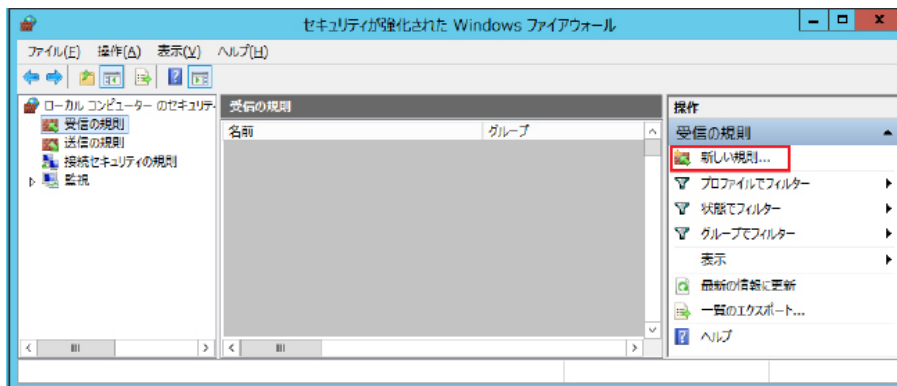 セキュリティが強化された Windows ファイアウォール
ファイル(F) 操作(A) 表示(V) ヘルプ(H)
ローカル コンピューター のセキュリテ
受信の規則
送信の規則
接続セキュリティの規則
監視
受信の規則
名前 グループ
操作
受信の規則
新しい規則...
プロファイルでフィルター
状態でフィルター
グループでフィルター
表示
最新の情報に更新
一覧のエクスポート...
ヘルプ